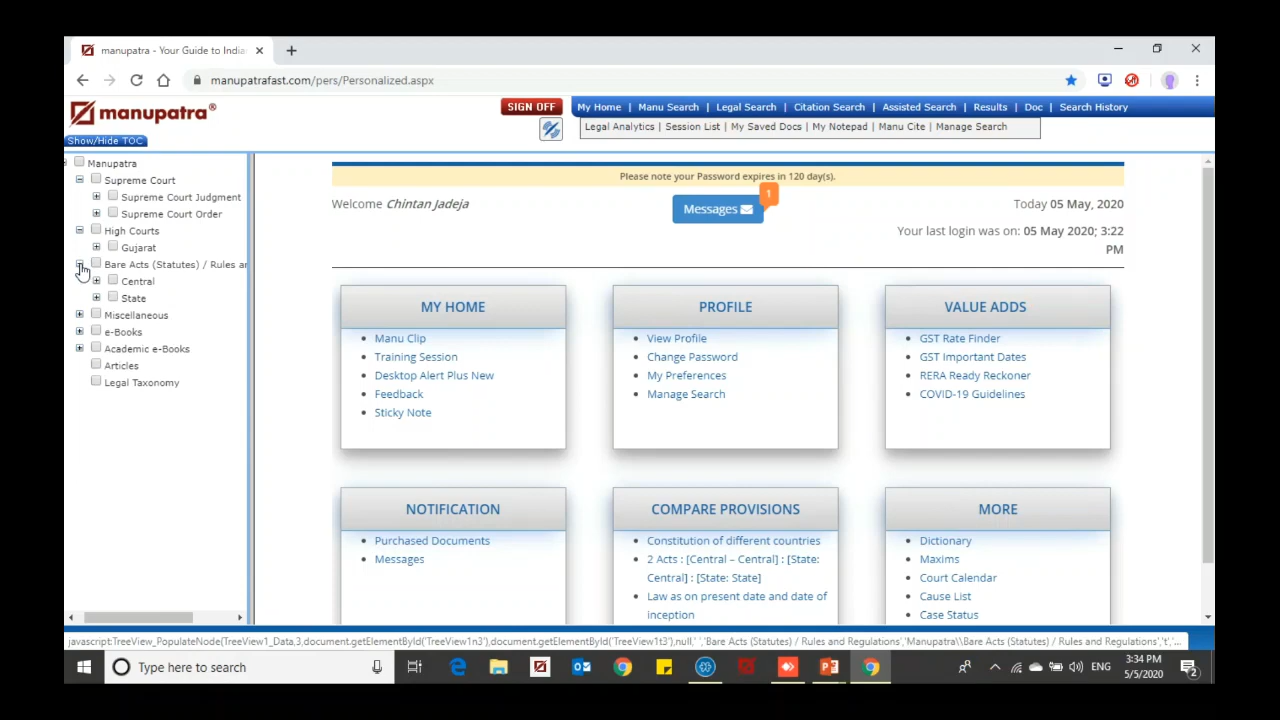 manupatra - Your Guide to India
manupatrafast.com/pers/Personalized.aspx
manupatra®
SIGN OFF
My Home | Manu Search | Legal Search | Citation Search | Assisted Search | Results | Doc | Search History
Legal Analytics | Session List | My Saved Docs | My Notepad | Manu Cite | Manage Search
Show/Hide TOC
Manupatra
Supreme Court
Supreme Court Judgment
Supreme Court Order
High Courts
Gujarat
Bare Acts (Statutes) / Rules ar
Central
State
Miscellaneous
e-Books
Academic e-Books
Articles
Legal Taxonomy
Please note your Password expires in 120 day(s).
Welcome Chintan Jadeja
Messages
1
Today 05 May, 2020
Your last login was on: 05 May 2020; 3:22
PM
MY HOME
Manu Clip
Training Session
Desktop Alert Plus New
Feedback
Sticky Note
PROFILE
View Profile
Change Password
My Preferences
Manage Search
VALUE ADDS
GST Rate Finder
GST Important Dates
RERA Ready Reckoner
COVID-19 Guidelines
NOTIFICATION
Purchased Documents
Messages
COMPARE PROVISIONS
Constitution of different countries
2 Acts : [Central – Central] : [State:
Central] : [State: State]
Law as on present date and date of
inception
MORE
Dictionary
Maxims
Court Calendar
Cause List
Case Status
javascript:TreeView_PopulateNode(TreeView1_Data,3,document.getElementById('TreeView1n3'),document.getElementById('TreeView1t3'),null,' ','Bare Acts (Statutes) / Rules and Regulations','Manupatra\\Bare Acts (Statutes) / Rules and Regulations','t','...
Type here to search
ENG
3:34 PM
5/5/2020
2